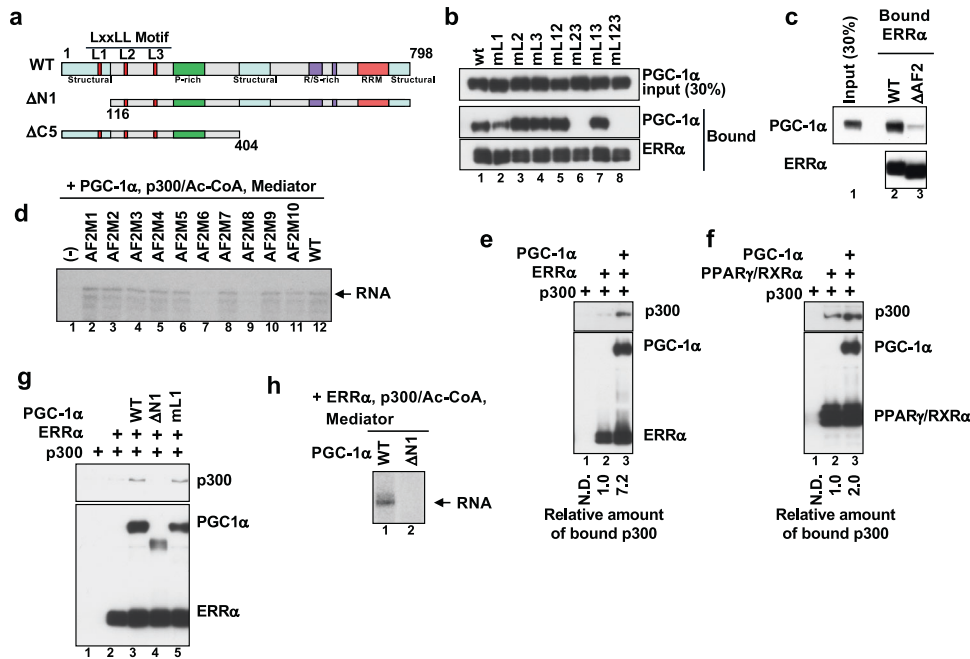 a
LxxLL Motif
1 L1 L2 L3 798
WT
Structural P-rich Structural R/S-rich RRM Structural
ΔN1
116
ΔC5
404
b
wt mL1 mL2 mL3 mL12 mL23 mL13 mL123
PGC-1α
input (30%)
PGC-1α
ERRα
Bound
1 2 3 4 5 6 7 8
c
Bound
ERRα
Input (30%) WT ΔAF2
PGC-1α
ERRα
1 2 3
d
+ PGC-1α, p300/Ac-CoA, Mediator
(-) AF2M1 AF2M2 AF2M3 AF2M4 AF2M5 AF2M6 AF2M7 AF2M8 AF2M9 AF2M10 WT
RNA
1 2 3 4 5 6 7 8 9 10 11 12
e
PGC-1α +
ERRα + +
p300 + + +
p300
PGC-1α
ERRα
1 2 3
N.D. 1.0 7.2
Relative amount
of bound p300
f
PGC-1α +
PPARγ/RXRα + +
p300 + + +
p300
PGC-1α
PPARγ/RXRα
1 2 3
N.D. 1.0 2.0
Relative amount
of bound p300
g
PGC-1α WT ΔN1 mL1
ERRα + + + +
p300 + + + + +
p300
PGC1α
ERRα
1 2 3 4 5
h
+ ERRα, p300/Ac-CoA,
Mediator
PGC-1α WT ΔN1
RNA
1 2